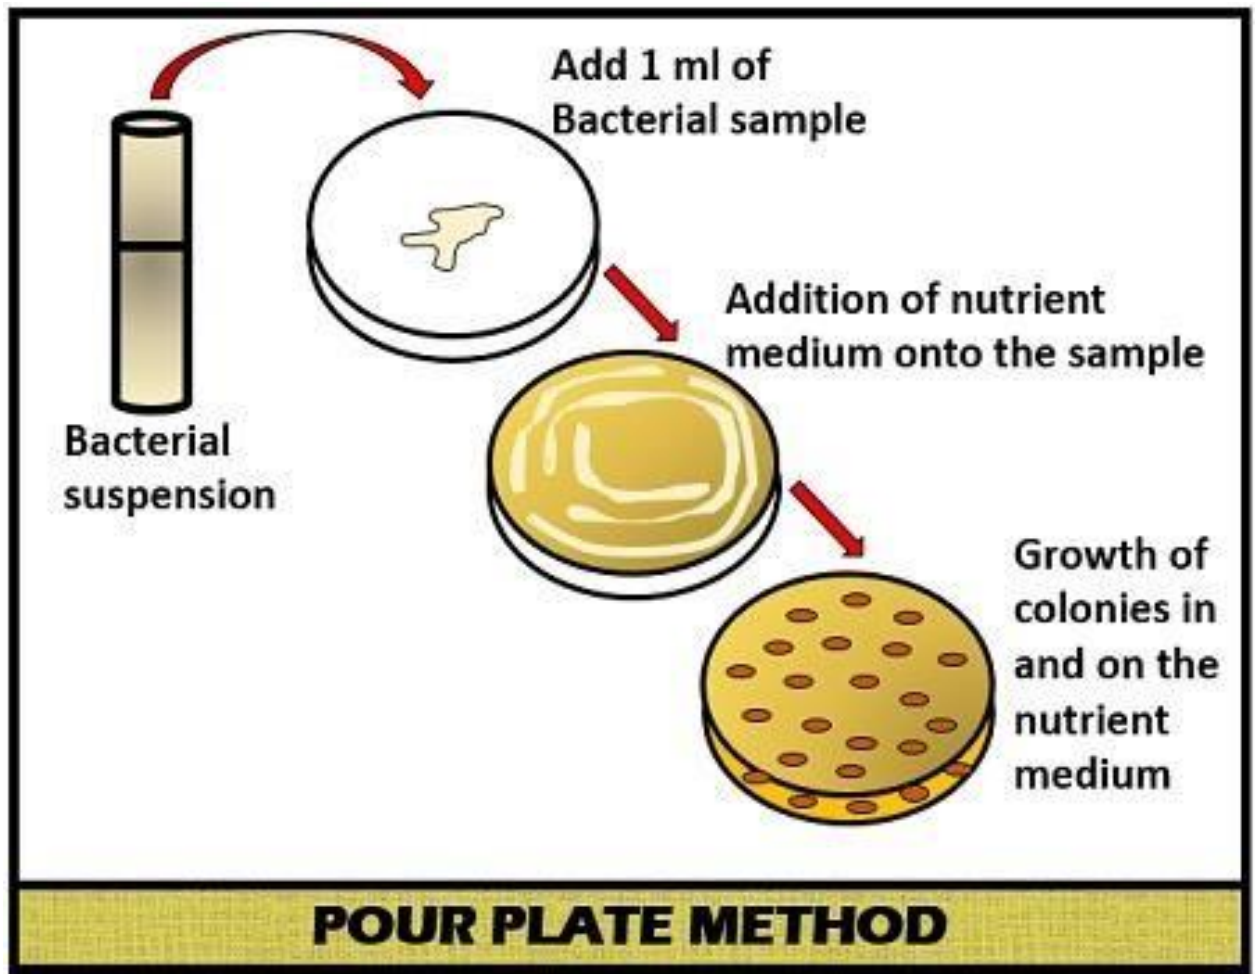 Add 1 ml of
Bacterial sample
Bacterial
suspension
Addition of nutrient
medium onto the sample
Growth of
colonies in
and on the
nutrient
medium
POUR PLATE METHOD